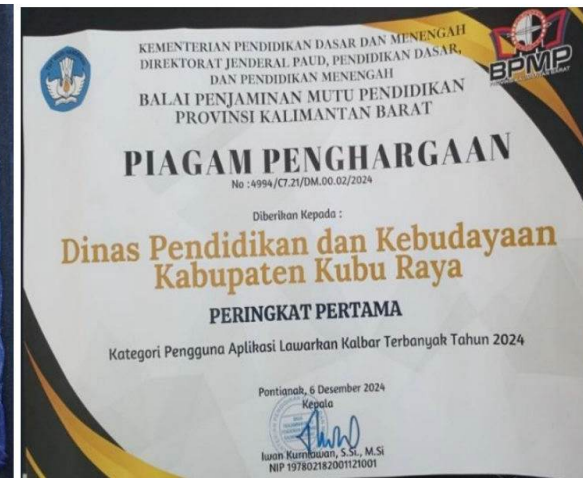 KEMENTERIAN PENDIDIKAN DASAR DAN MENENGAH
DIREKTORAT JENDERAL PAUD, PENDIDIKAN DASAR,
DAN PENDIDIKAN MENENGAH
BALAI PENJAMINAN MUTU PENDIDIKAN
PROVINSI KALIMANTAN BARAT
BPMP
PIAGAM PENGHARGAAN
No :4994/C7.21/DM.00.02/2024
Diberikan Kepada :
Dinas Pendidikan dan Kebudayaan
Kabupaten Kubu Raya
PERINGKAT PERTAMA
Kategori Pengguna Aplikasi Lawarkan Kalbar Terbanyak Tahun 2024
Pontianak, 6 Desember 2024
Kepala
Iwan Kurniawan, S.Si., M.Si
NIP 197802182001121001